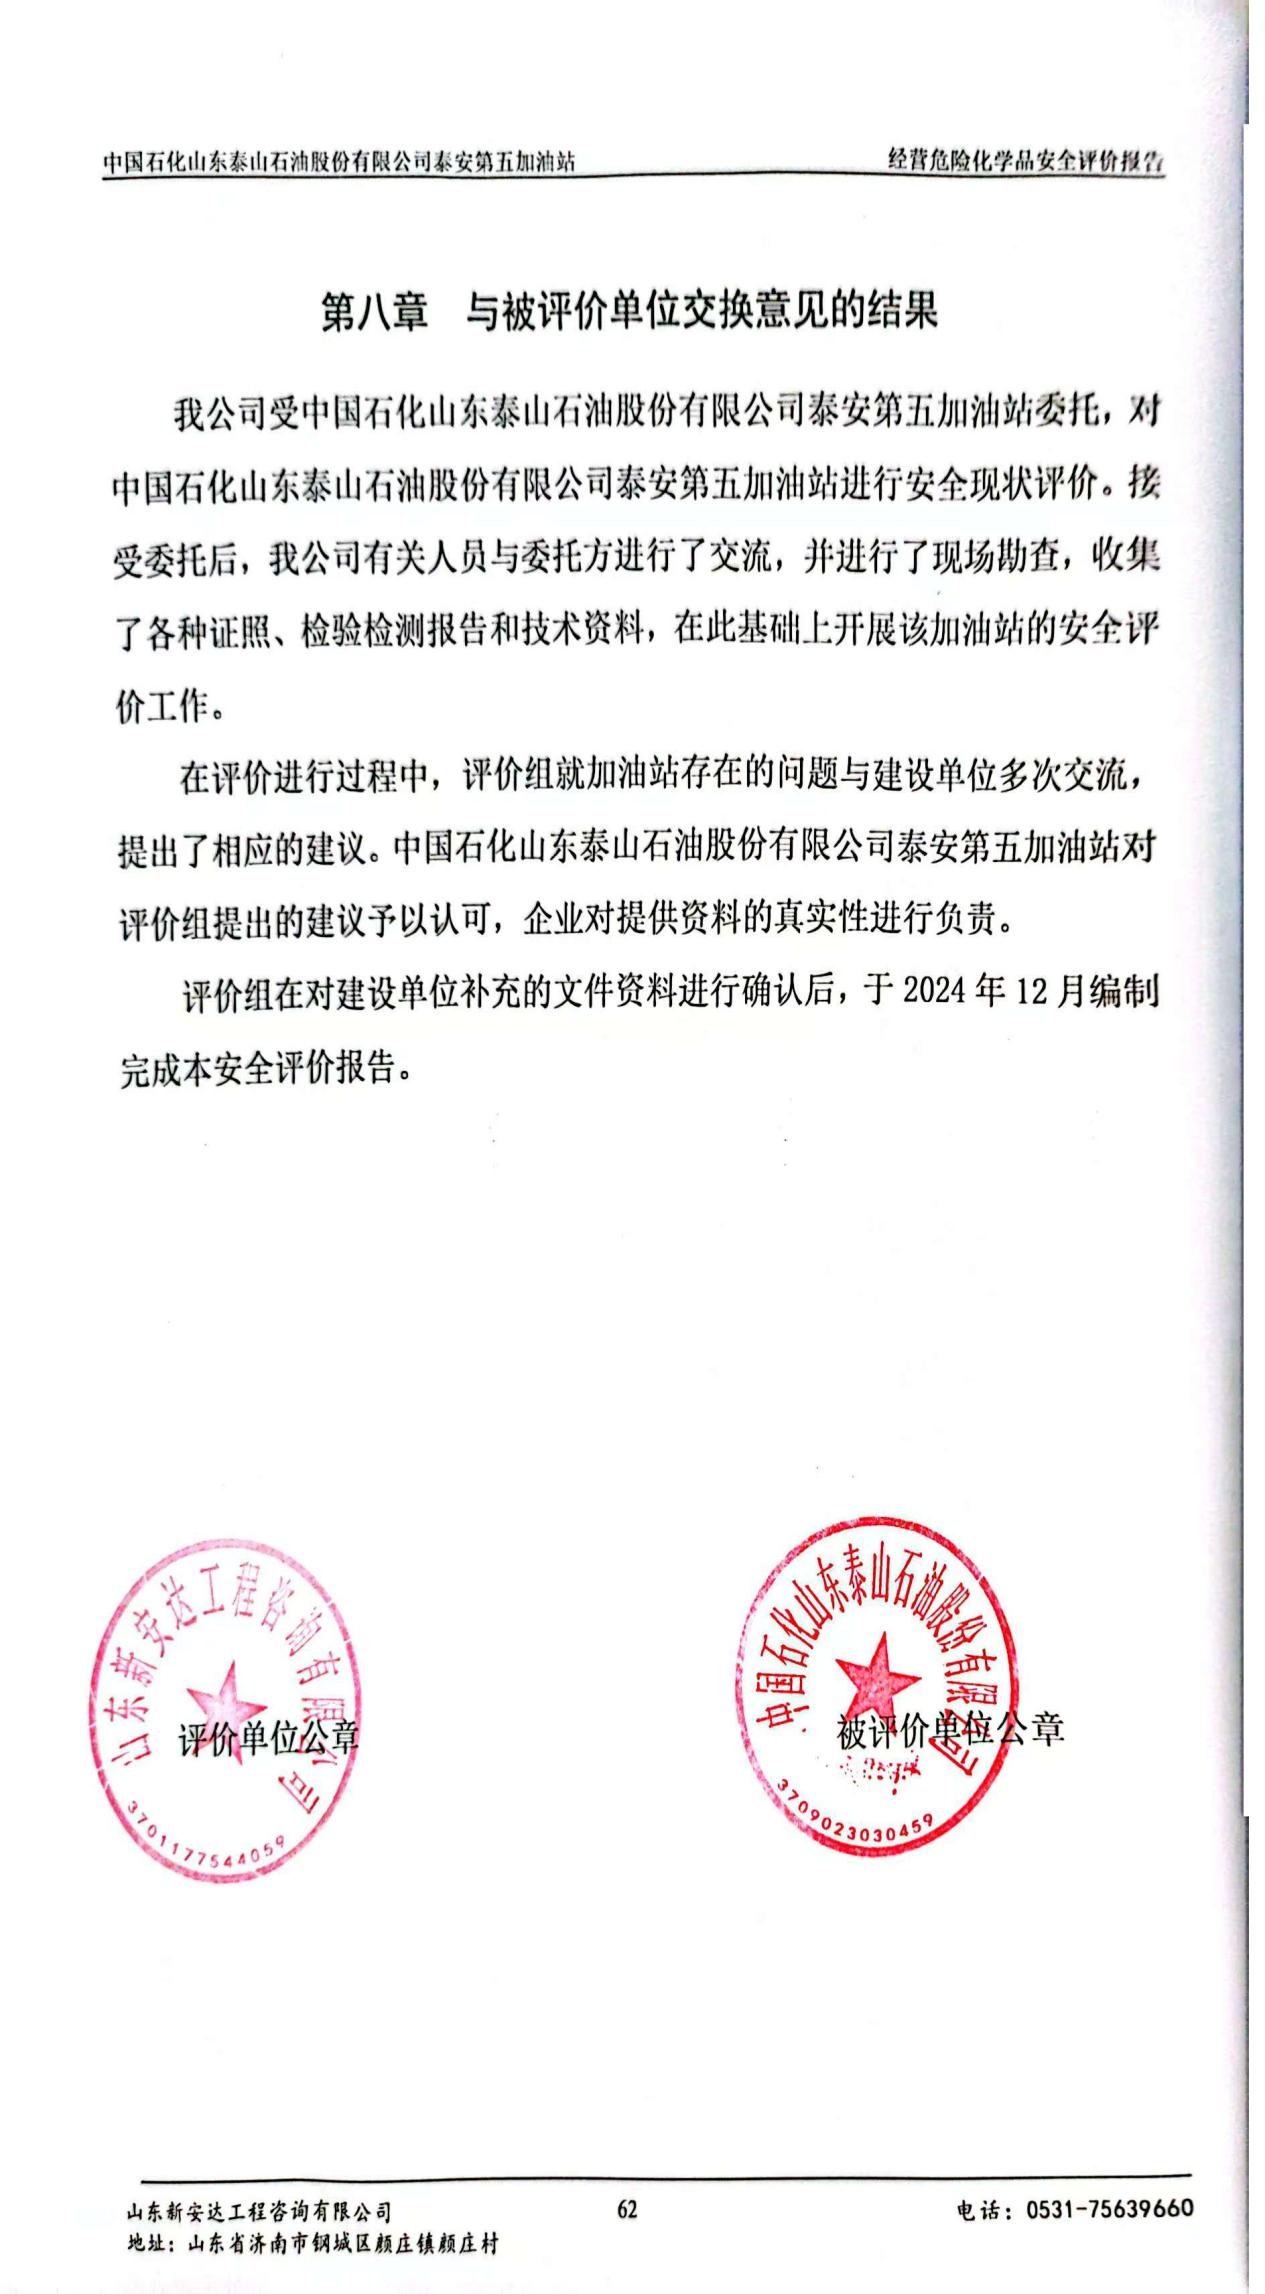 中国石化山东泰山石油股份有限公司泰安第五加油站 经营危险化学品安全评价报告
第八章 与被评价单位交换意见的结果
我公司受中国石化山东泰山石油股份有限公司泰安第五加油站委托，对
中国石化山东泰山石油股份有限公司泰安第五加油站进行安全现状评价。接
受委托后，我公司有关人员与委托方进行了交流，并进行了现场勘查，收集
了各种证照、检验检测报告和技术资料，在此基础上开展该加油站的安全评
价工作。
在评价进行过程中，评价组就加油站存在的问题与建设单位多次交流，
提出了相应的建议。中国石化山东泰山石油股份有限公司泰安第五加油站对
评价组提出的建议予以认可，企业对提供资料的真实性进行负责。
评价组在对建设单位补充的文件资料进行确认后，于 2024 年 12 月编制
完成本安全评价报告。
山东新安达工程咨询有限公司
评价单位公章
3701177544059
中国石化山东泰山石油股份有限公司
被评价单位公章
3709023030459
山东新安达工程咨询有限公司 62 电话：0531-75639660
地址：山东省济南市钢城区颜庄镇颜庄村